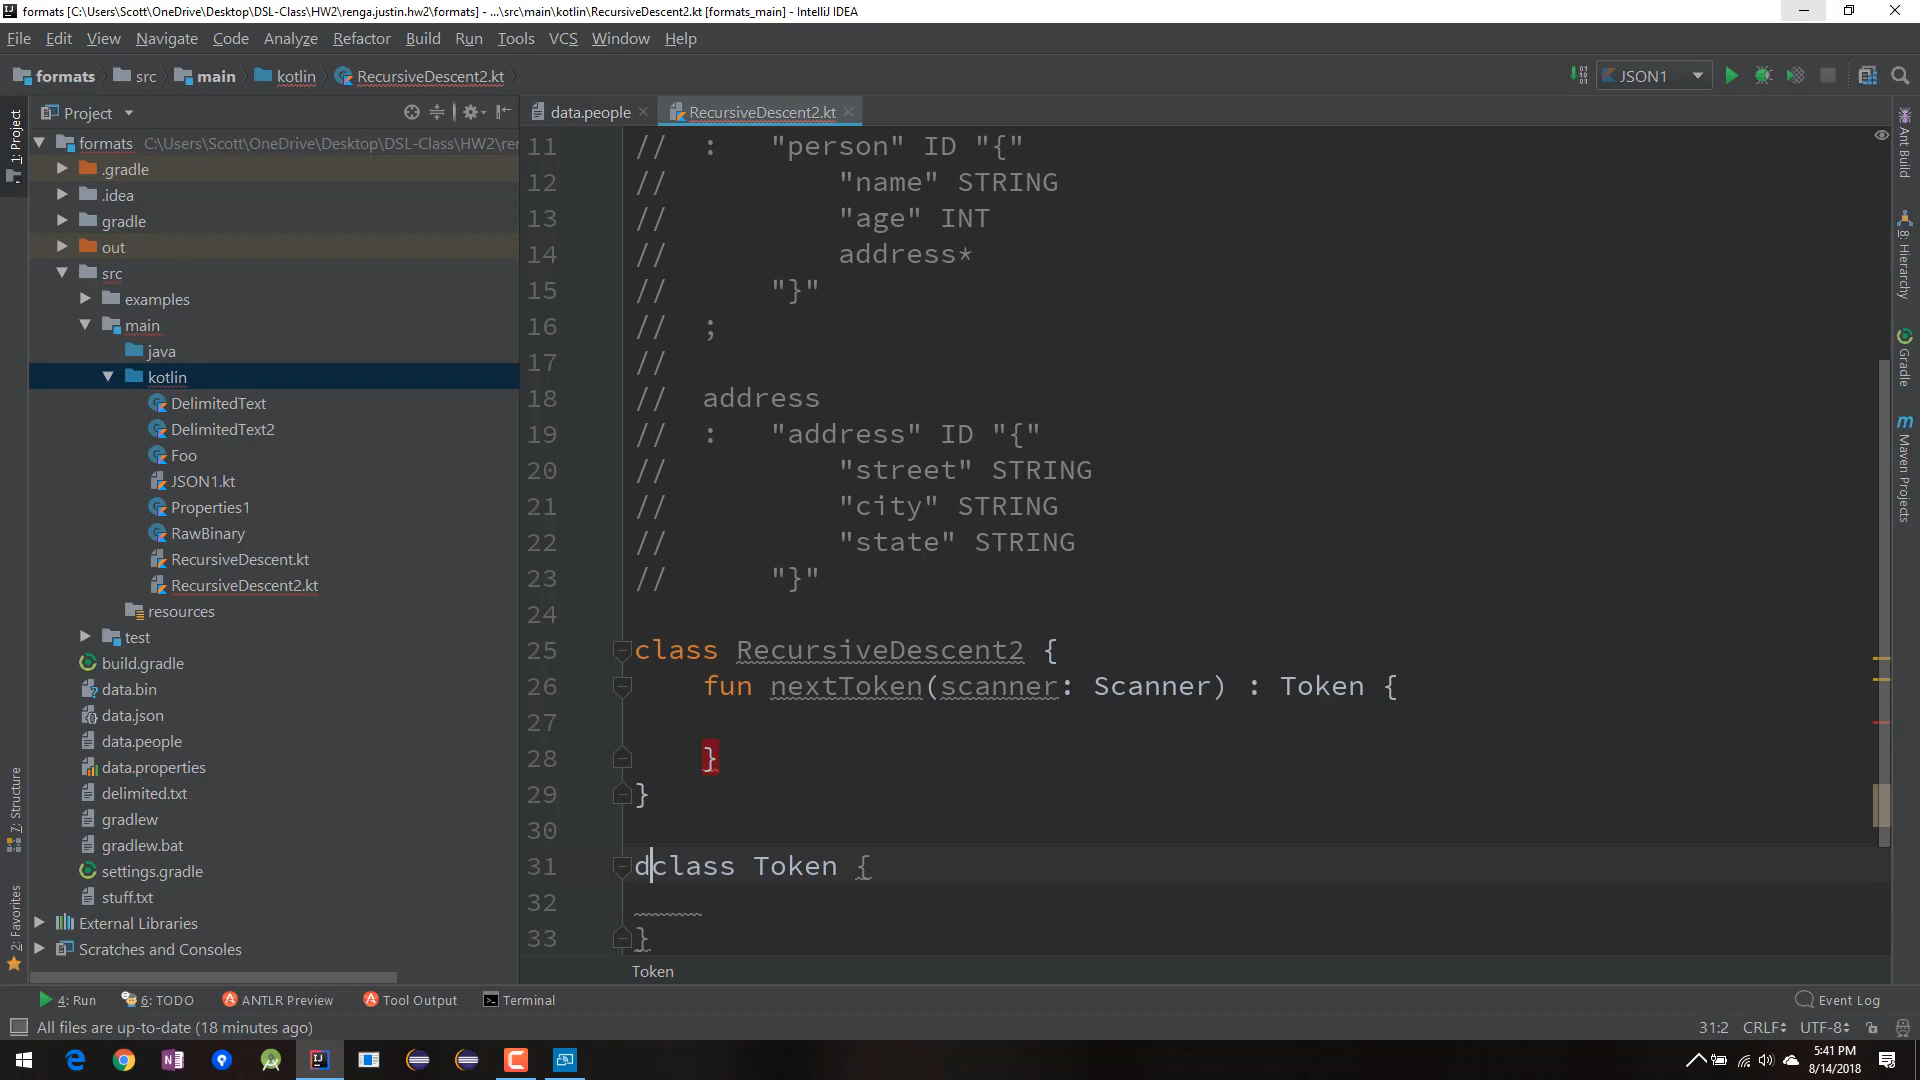 formats [C:\Users\Scott\OneDrive\Desktop\DSL-Class\HW2\renga.justin.hw2\formats] - ...\src\main\kotlin\RecursiveDescent2.kt [formats_main] - IntelliJ IDEA
File Edit View Navigate Code Analyze Refactor Build Run Tools VCS Window Help
formats src main kotlin RecursiveDescent2.kt JSON1
Project data.people RecursiveDescent2.kt
1: Project
7: Structure
2: Favorites
formats C:\Users\Scott\OneDrive\Desktop\DSL-Class\HW2\ren
.gradle
.idea
gradle
out
src
examples
main
java
kotlin
DelimitedText
DelimitedText2
Foo
JSON1.kt
Properties1
RawBinary
RecursiveDescent.kt
RecursiveDescent2.kt
resources
test
build.gradle
data.bin
data.json
data.people
data.properties
delimited.txt
gradlew
gradlew.bat
settings.gradle
stuff.txt
External Libraries
Scratches and Consoles
11 // : "person" ID "{"
12 // "name" STRING
13 // "age" INT
14 // address*
15 // "}"
16 // ;
17 //
18 // address
19 // : "address" ID "{"
20 // "street" STRING
21 // "city" STRING
22 // "state" STRING
23 // "}"
24
25 class RecursiveDescent2 {
26 fun nextToken(scanner: Scanner) : Token {
27
28 }
29 }
30
31 dclass Token {
32
33 }
Token
Ant Build
8: Hierarchy
Gradle
m Maven Projects
4: Run 6: TODO ANTLR Preview Tool Output Terminal Event Log
All files are up-to-date (18 minutes ago) 31:2 CRLF UTF-8
5:41 PM
8/14/2018